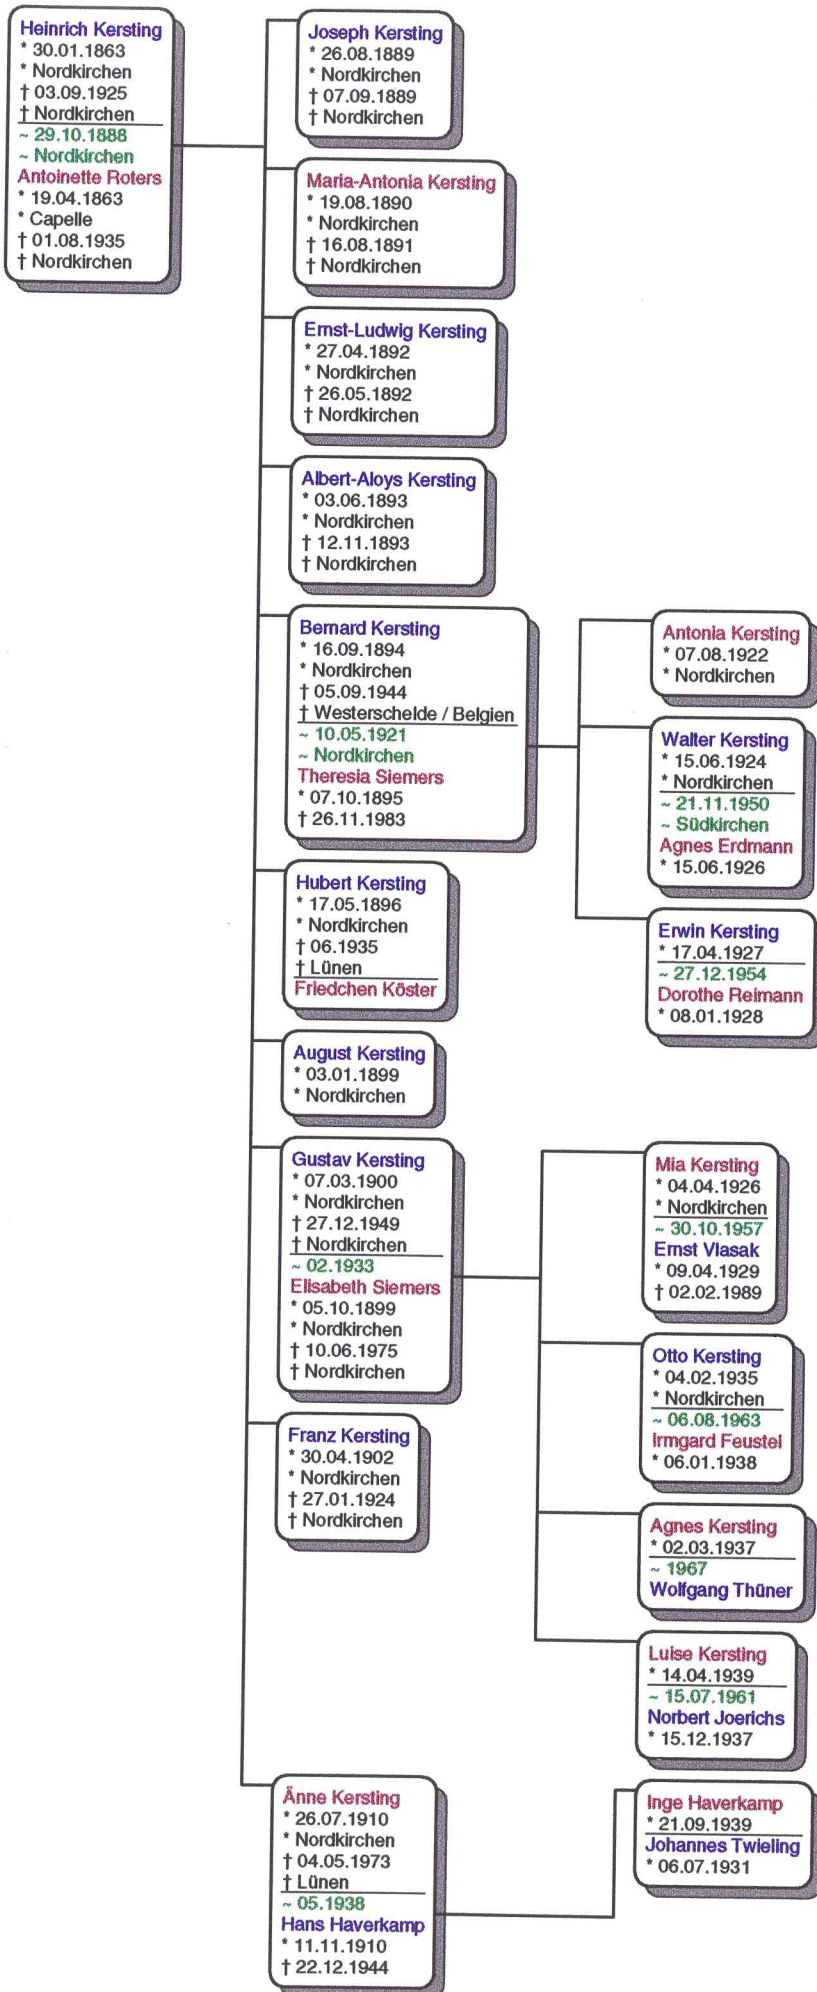 Heinrich Kersting
* 30.01.1863
* Nordkirchen
† 03.09.1925
† Nordkirchen
~ 29.10.1888
~ Nordkirchen
Antoinette Roters
* 19.04.1863
* Capelle
† 01.08.1935
† Nordkirchen
Joseph Kersting
* 26.08.1889
* Nordkirchen
† 07.09.1889
† Nordkirchen
Maria-Antonia Kersting
* 19.08.1890
* Nordkirchen
† 16.08.1891
† Nordkirchen
Ernst-Ludwig Kersting
* 27.04.1892
* Nordkirchen
† 26.05.1892
† Nordkirchen
Albert-Aloys Kersting
* 03.06.1893
* Nordkirchen
† 12.11.1893
† Nordkirchen
Bernard Kersting
* 16.09.1894
* Nordkirchen
† 05.09.1944
† Westerschelde / Belgien
~ 10.05.1921
~ Nordkirchen
Theresia Siemers
* 07.10.1895
† 26.11.1983
Antonia Kersting
* 07.08.1922
* Nordkirchen
Walter Kersting
* 15.06.1924
* Nordkirchen
~ 21.11.1950
~ Südkirchen
Agnes Erdmann
* 15.06.1926
Erwin Kersting
* 17.04.1927
~ 27.12.1954
Dorothe Reimann
* 08.01.1928
Hubert Kersting
* 17.05.1896
* Nordkirchen
† 06.1935
† Lünen
Friedchen Köster
August Kersting
* 03.01.1899
* Nordkirchen
Gustav Kersting
* 07.03.1900
* Nordkirchen
† 27.12.1949
† Nordkirchen
~ 02.1933
Elisabeth Siemers
* 05.10.1899
* Nordkirchen
† 10.06.1975
† Nordkirchen
Mia Kersting
* 04.04.1926
* Nordkirchen
~ 30.10.1957
Ernst Vlasak
* 09.04.1929
† 02.02.1989
Otto Kersting
* 04.02.1935
* Nordkirchen
~ 06.08.1963
Irmgard Feustel
* 06.01.1938
Agnes Kersting
* 02.03.1937
~ 1967
Wolfgang Thüner
Luise Kersting
* 14.04.1939
~ 15.07.1961
Norbert Joerichs
* 15.12.1937
Franz Kersting
* 30.04.1902
* Nordkirchen
† 27.01.1924
† Nordkirchen
Änne Kersting
* 26.07.1910
* Nordkirchen
† 04.05.1973
† Lünen
~ 05.1938
Hans Haverkamp
* 11.11.1910
† 22.12.1944
Inge Haverkamp
* 21.09.1939
Johannes Twieling
* 06.07.1931